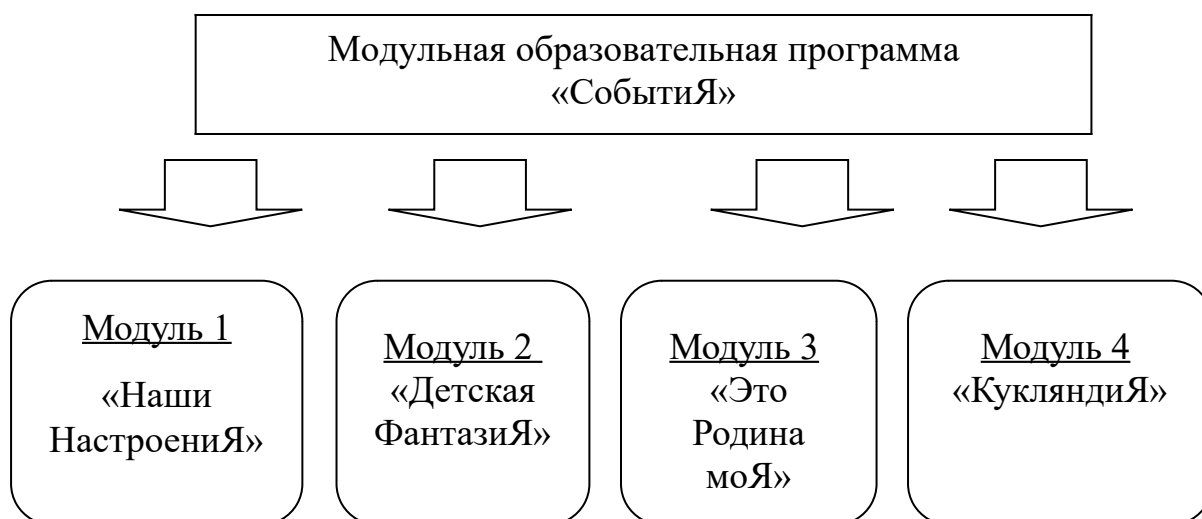 Модульная образовательная программа
«СобытиЯ»
Модуль 1
«Наши
НастроениЯ»
Модуль 2
«Детская
ФантазиЯ»
Модуль 3
«Это
Родина
моЯ»
Модуль 4
«КукляндиЯ»